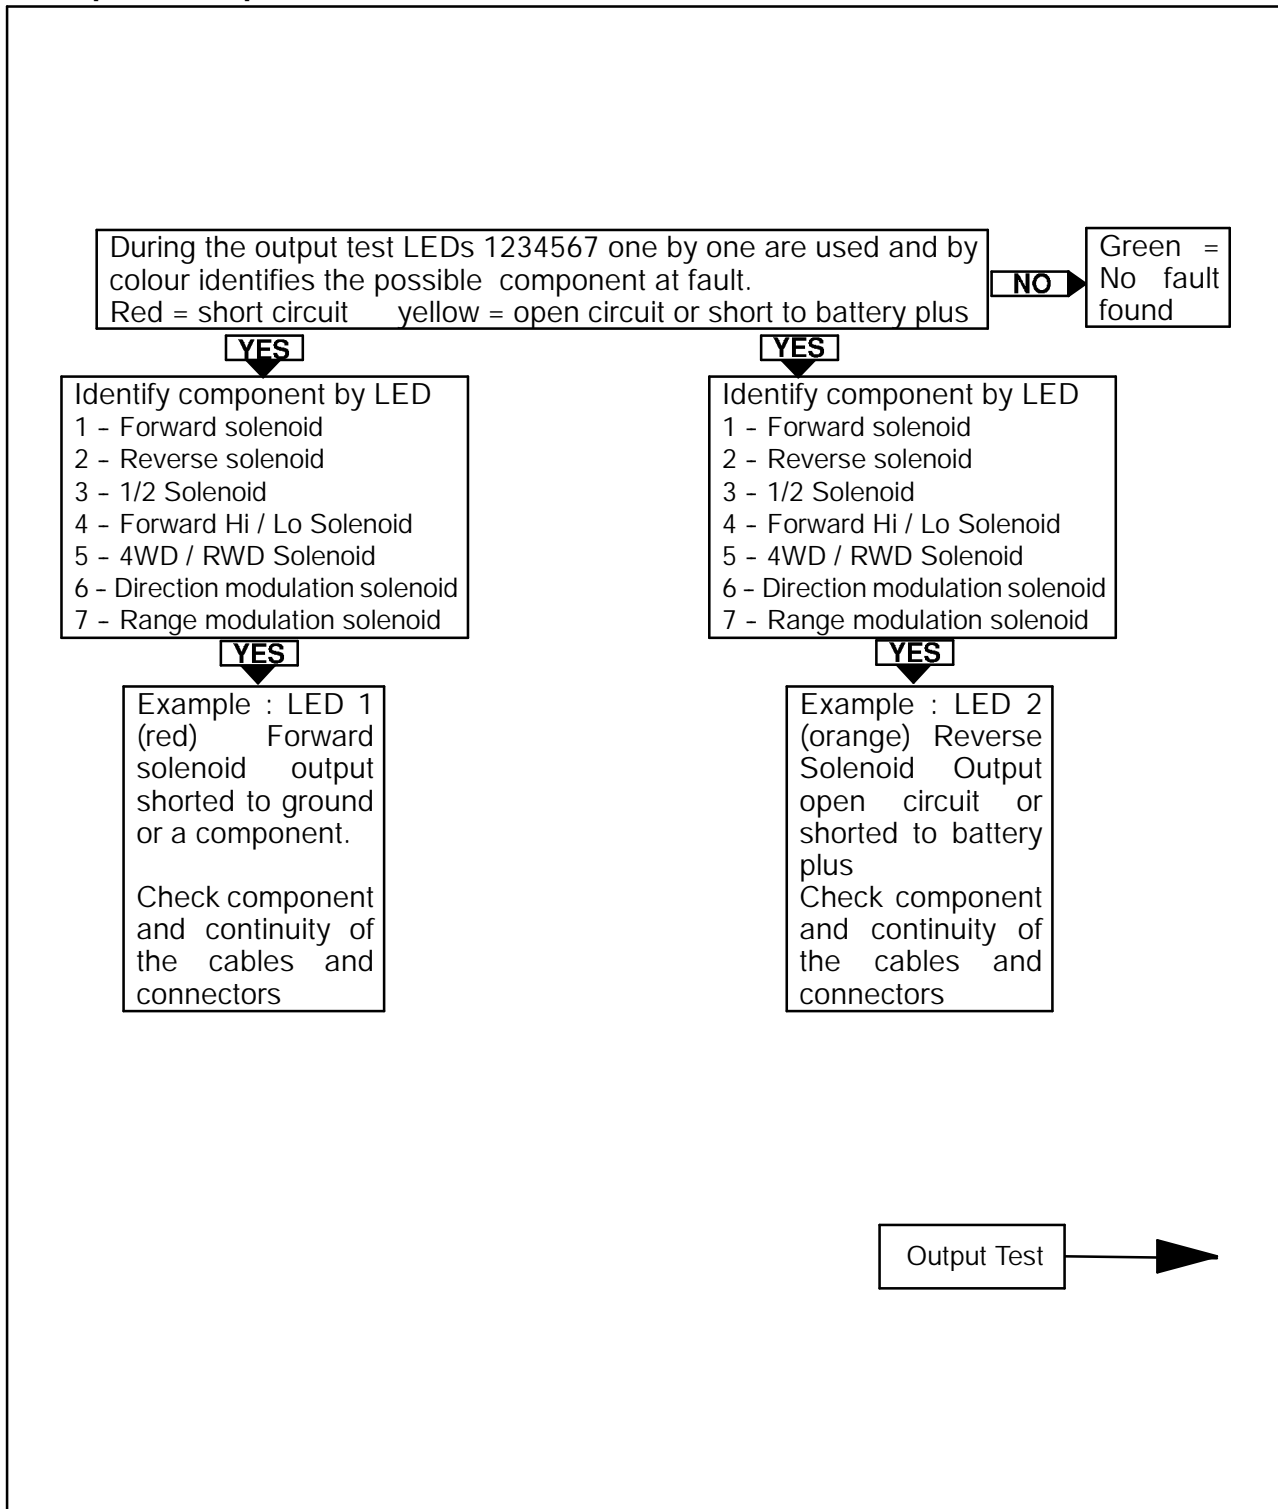 During the output test LEDs 1234567 one by one are used and by
colour identifies the possible component at fault.
Red = short circuit yellow = open circuit or short to battery plus
NO
Green =
No fault
found
YES
YES
Identify component by LED
1 - Forward solenoid
2 - Reverse solenoid
3 - 1/2 Solenoid
4 - Forward Hi / Lo Solenoid
5 - 4WD / RWD Solenoid
6 - Direction modulation solenoid
7 - Range modulation solenoid
Identify component by LED
1 - Forward solenoid
2 - Reverse solenoid
3 - 1/2 Solenoid
4 - Forward Hi / Lo Solenoid
5 - 4WD / RWD Solenoid
6 - Direction modulation solenoid
7 - Range modulation solenoid
YES
YES
Example : LED 1
(red) Forward
solenoid output
shorted to ground
or a component.
Check component
and continuity of
the cables and
connectors
Example : LED 2
(orange) Reverse
Solenoid Output
open circuit or
shorted to battery
plus
Check component
and continuity of
the cables and
connectors
Output Test